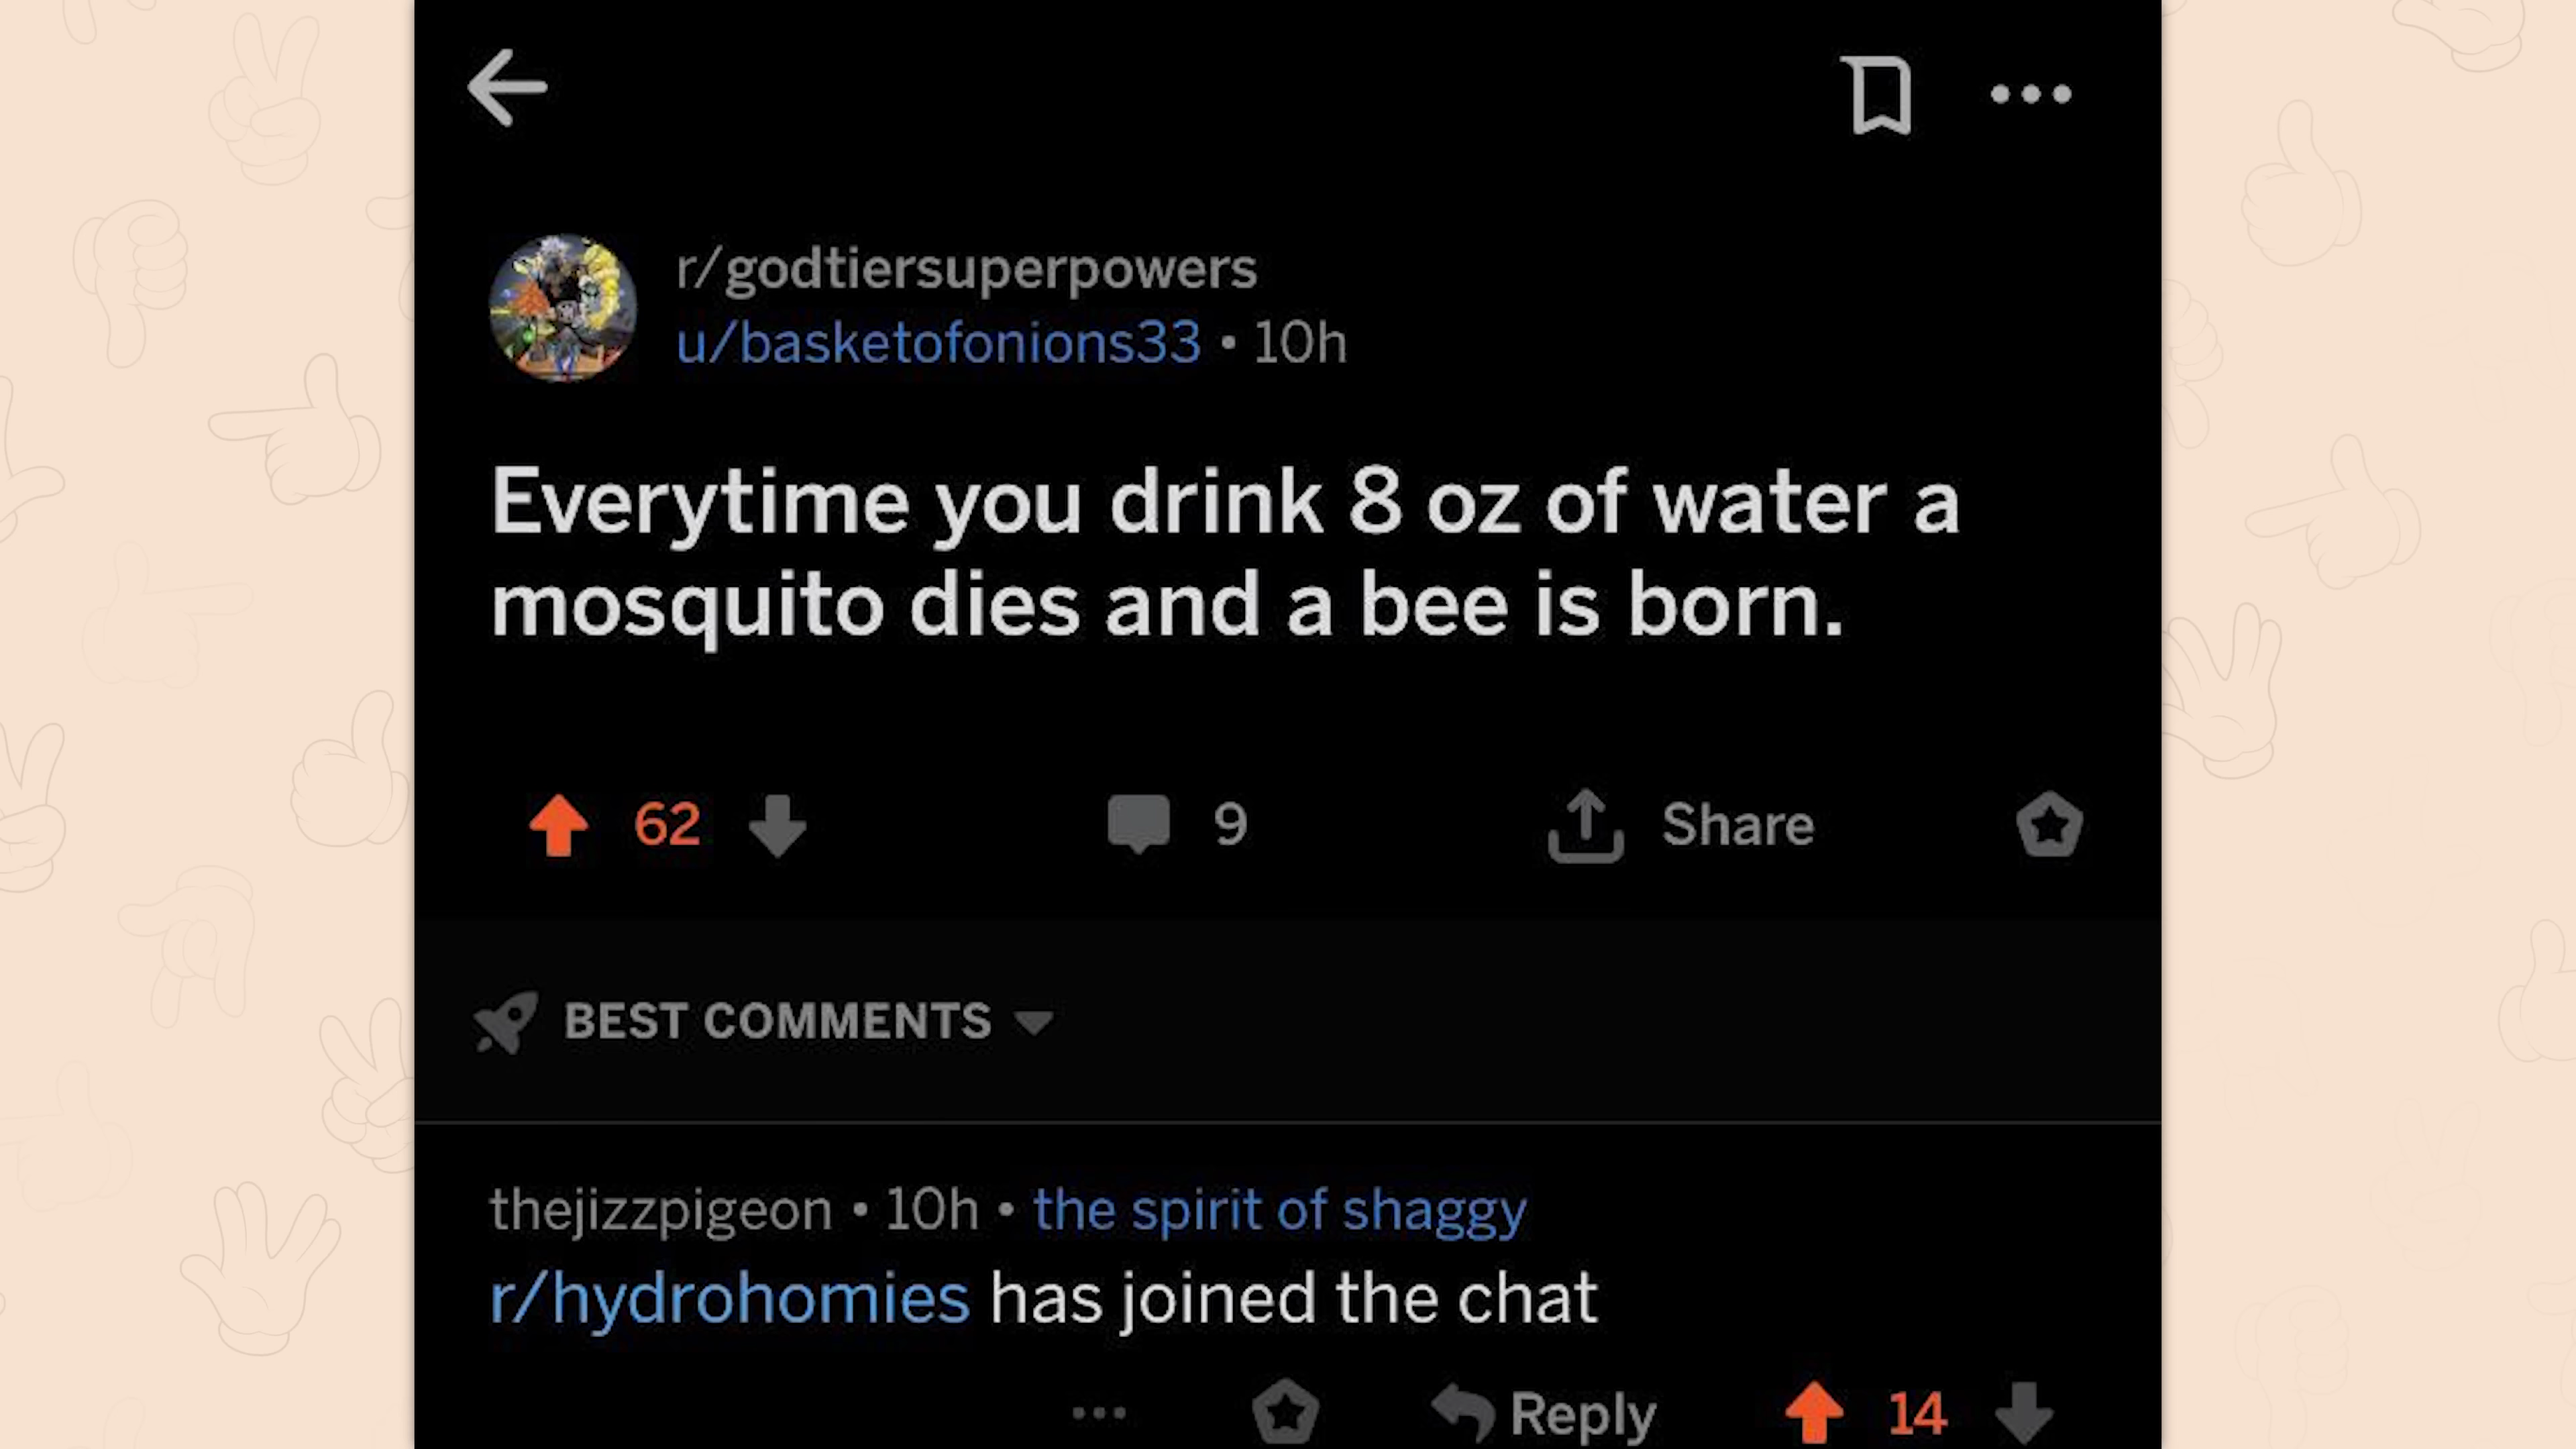 r/godtiersuperpowers
u/basketofonions33 • 10h
Everytime you drink 8 oz of water a
mosquito dies and a bee is born.
62
9
Share
BEST COMMENTS
thejizzpigeon • 10h • the spirit of shaggy
r/hydrohomies has joined the chat
Reply
14